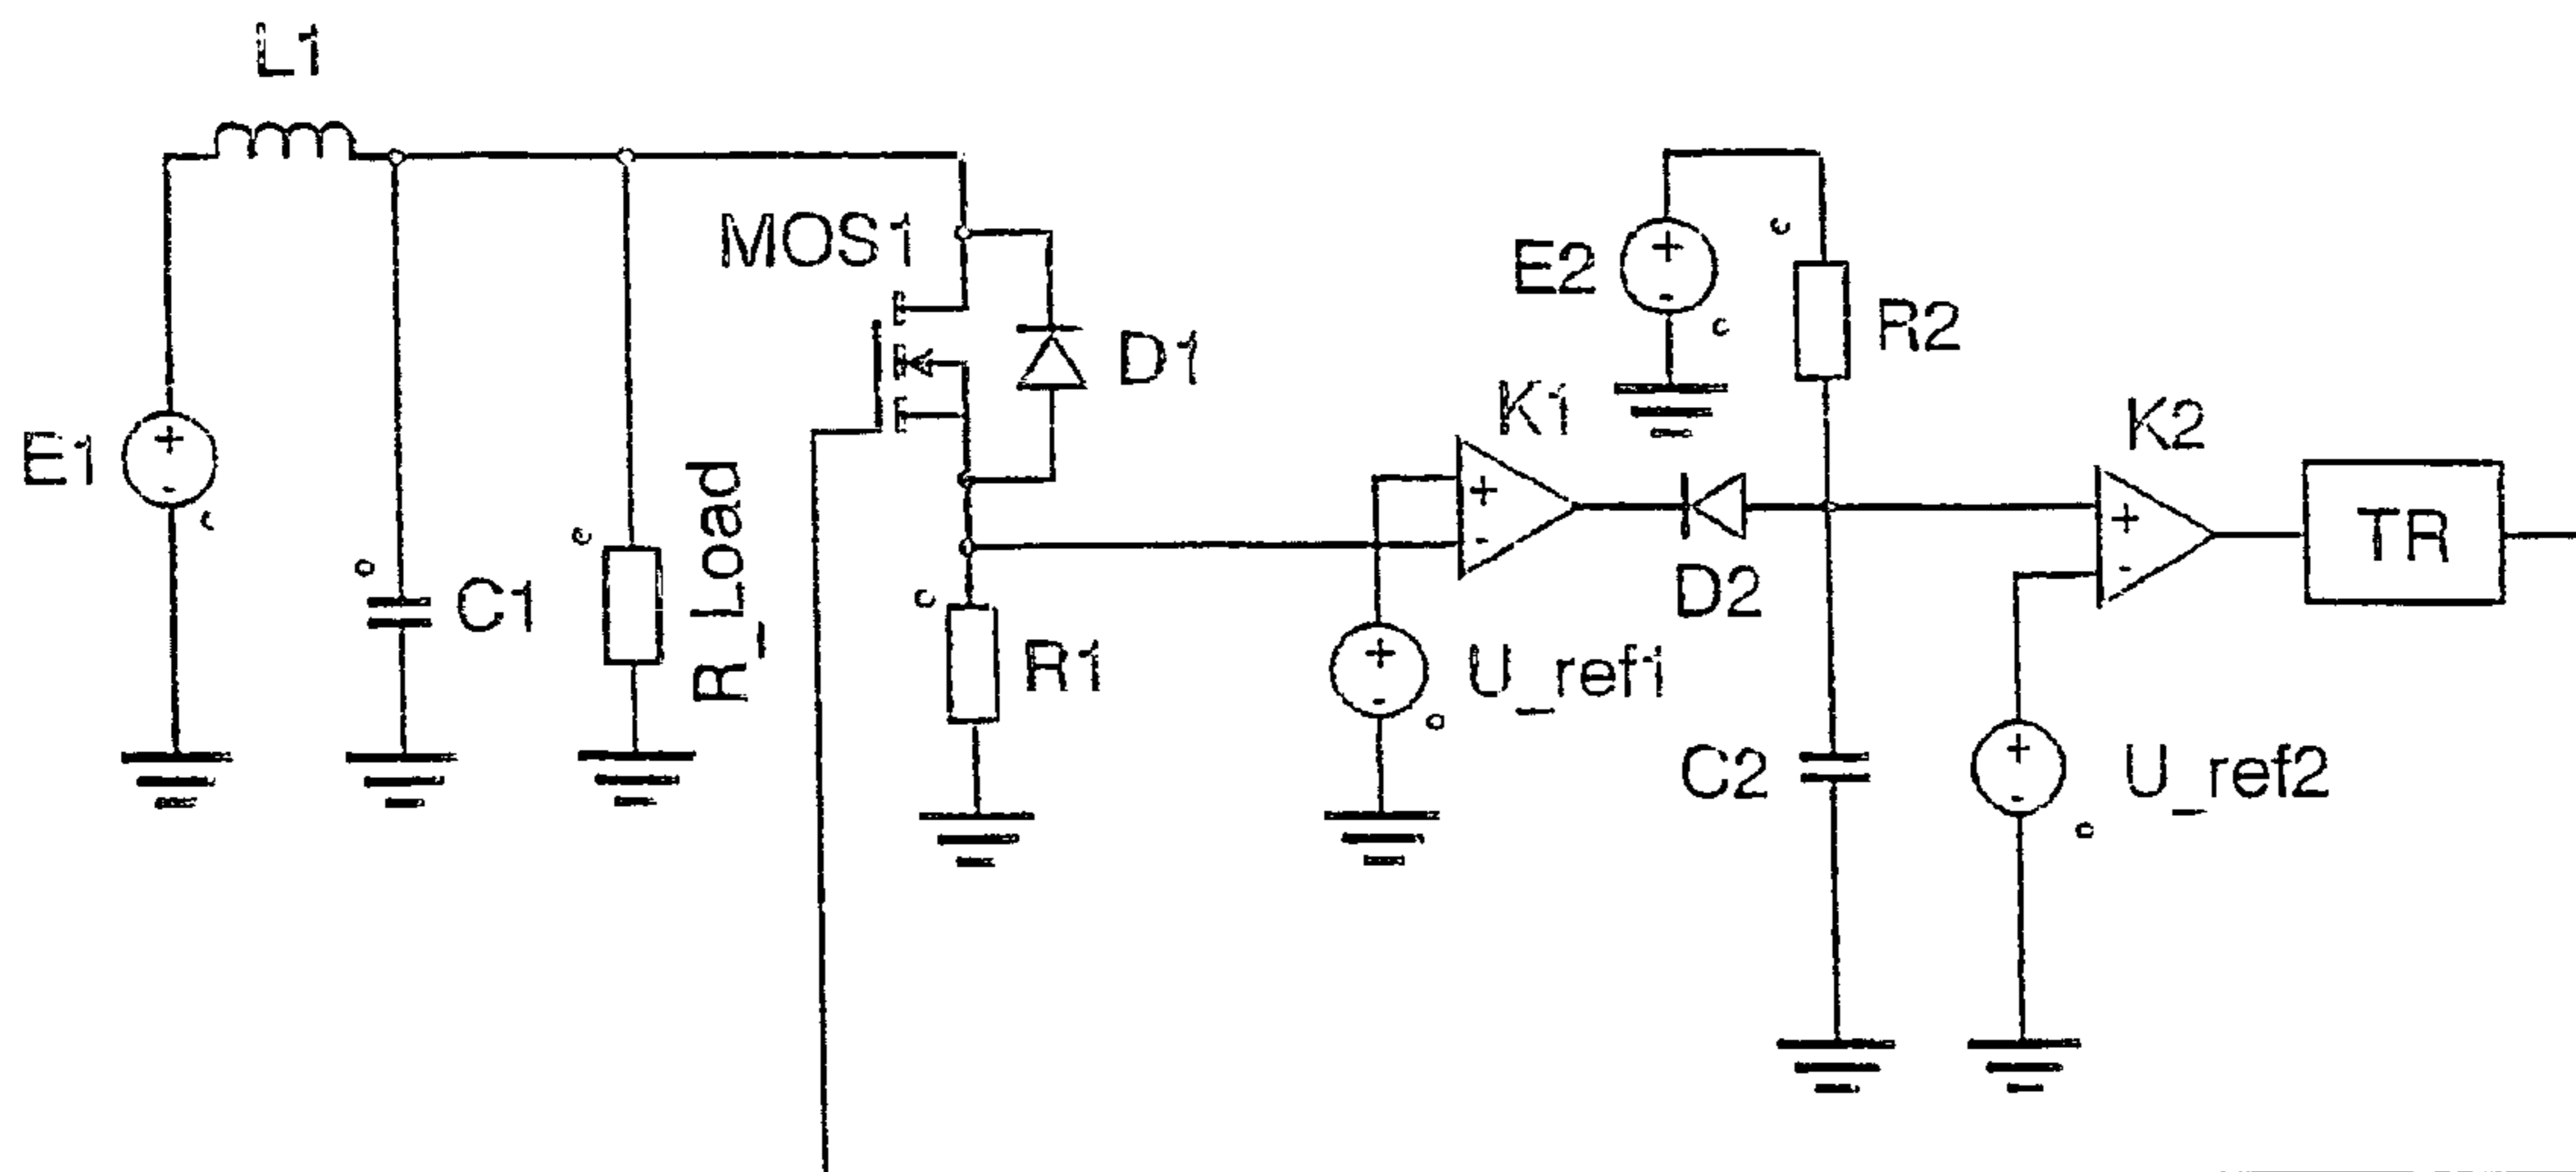 L1
MOS1
E1
D1
C1
R_Load
R1
E2
R2
K1
D2
U_ref1
C2
K2
TR
U_ref2